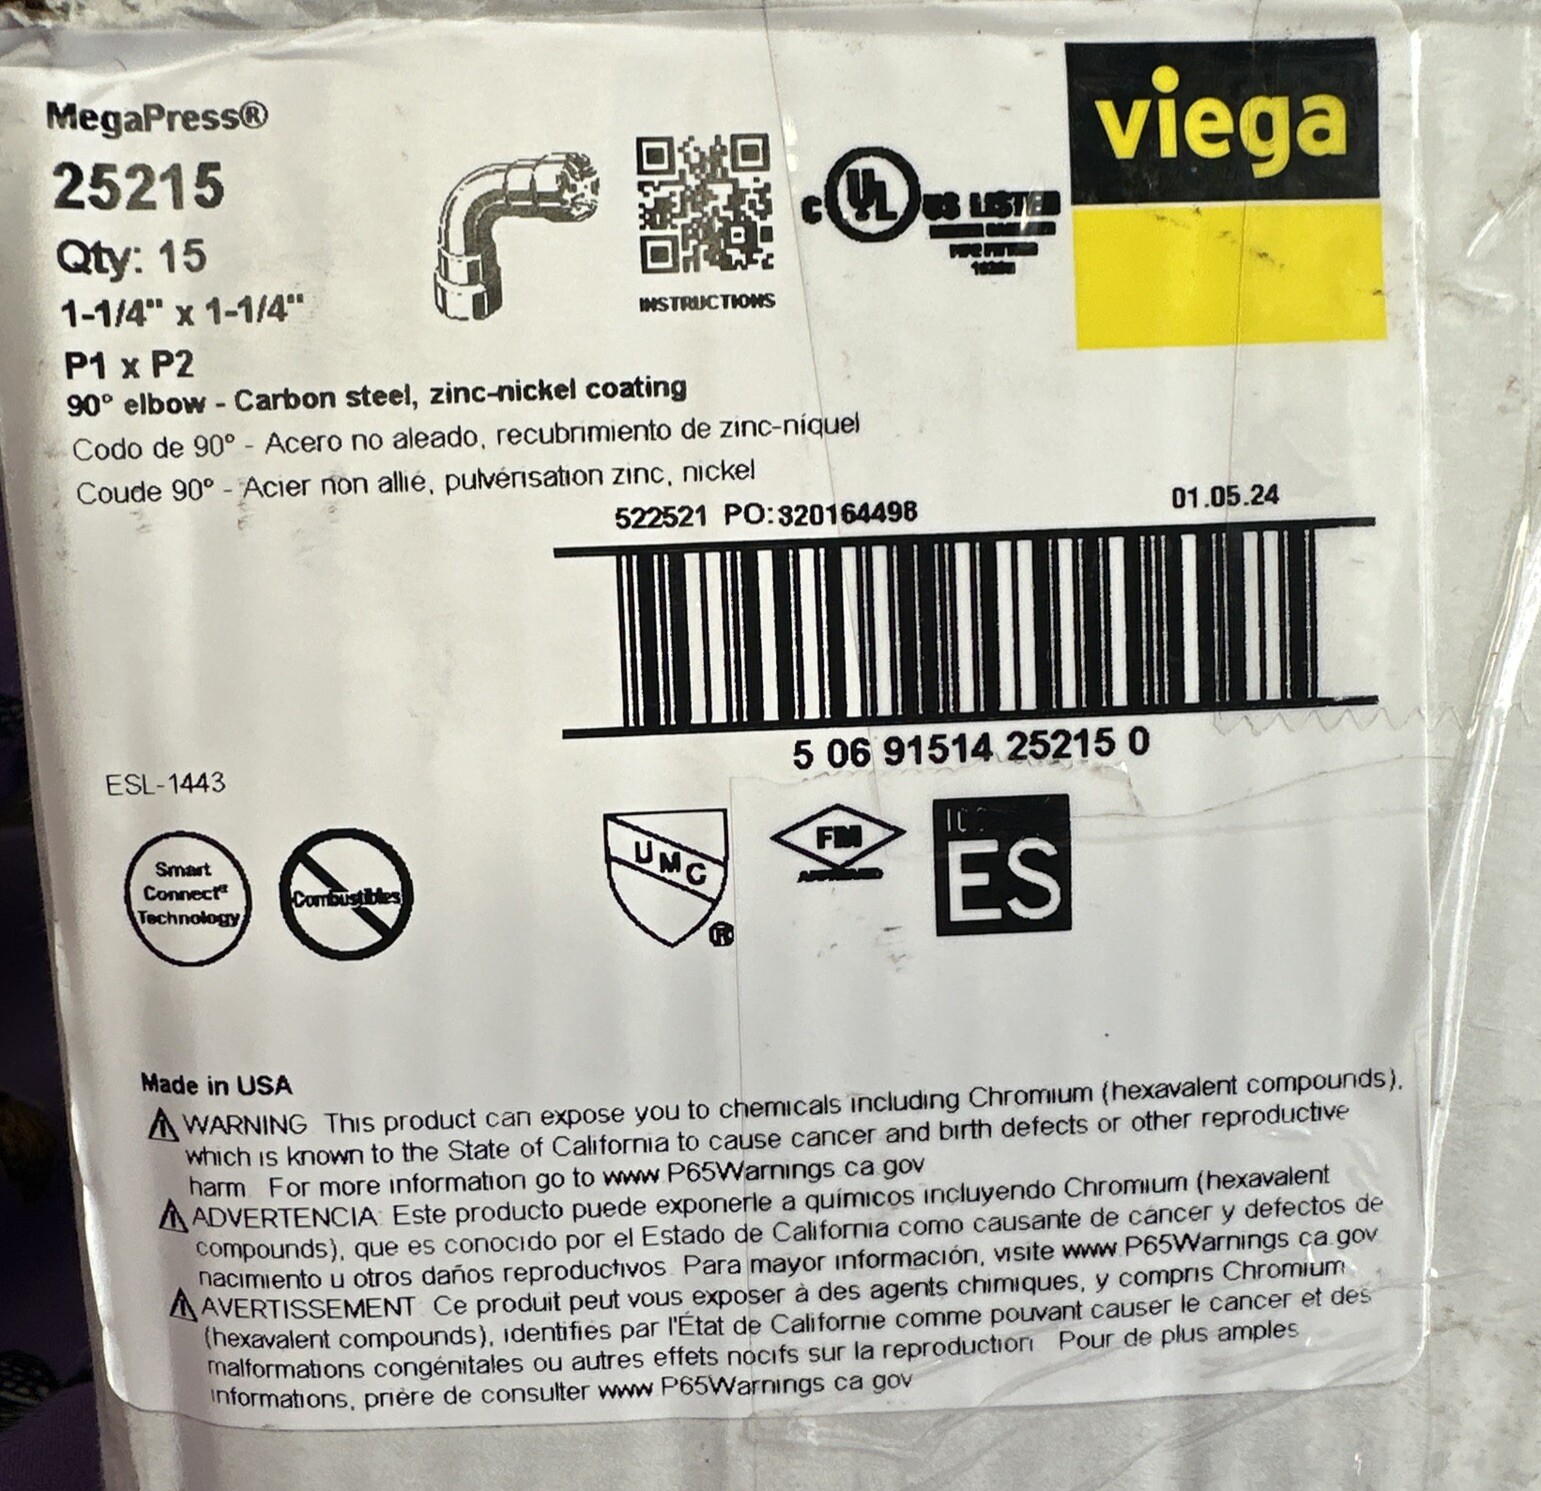 MegaPress®
25215
Qty: 15
1-1/4" x 1-1/4"
P1 x P2
90° elbow - Carbon steel, zinc-nickel coating
Codo de 90° - Acero no aleado, recubrimiento de zinc-níquel
Coude 90° - Acier non allié, pulvérisation zinc, nickel
INSTRUCTIONS
C UL US LISTED
PIPE FITTING
viega
522521 PO:320164498
01.05.24
5 06 91514 25215 0
ESL-1443
Smart
Connect®
Technology
Combustibles
UMC®
FM
APPROVED
ES
Made in USA
⚠ WARNING This product can expose you to chemicals including Chromium (hexavalent compounds),
which is known to the State of California to cause cancer and birth defects or other reproductive
harm. For more information go to www.P65Warnings.ca.gov
⚠ ADVERTENCIA: Este producto puede exponerle a químicos incluyendo Chromium (hexavalent
compounds), que es conocido por el Estado de California como causante de cáncer y defectos de
nacimiento u otros daños reproductivos. Para mayor información, visite www.P65Warnings.ca.gov
⚠ AVERTISSEMENT Ce produit peut vous exposer à des agents chimiques, y compris Chromium
(hexavalent compounds), identifiés par l'État de Californie comme pouvant causer le cancer et des
malformations congénitales ou autres effets nocifs sur la reproduction. Pour de plus amples
informations, prière de consulter www.P65Warnings.ca.gov